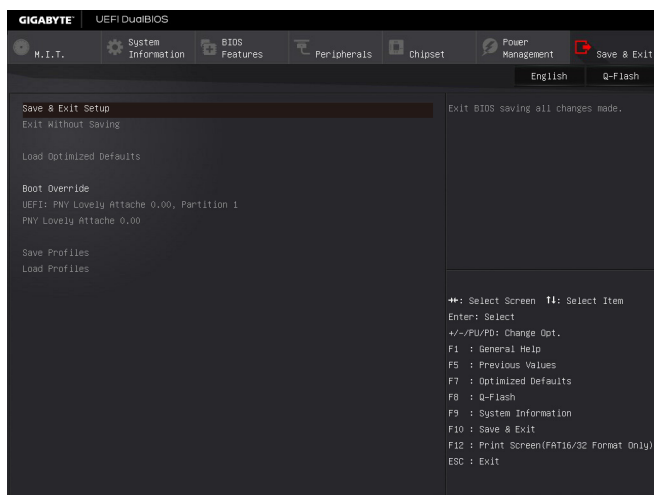 GIGABYTE™ UEFI DualBIOS
M.I.T.
System Information
BIOS Features
Peripherals
Chipset
Power Management
Save & Exit
English
Q-Flash
Save & Exit Setup
Exit Without Saving
Load Optimized Defaults
Boot Override
UEFI: PNY Lovely Attache 0.00, Partition 1
PNY Lovely Attache 0.00
Save Profiles
Load Profiles
Exit BIOS saving all changes made.
→←: Select Screen ↑↓: Select Item
Enter: Select
+/-/PU/PD: Change Opt.
F1 : General Help
F5 : Previous Values
F7 : Optimized Defaults
F8 : Q-Flash
F9 : System Information
F10 : Save & Exit
F12 : Print Screen(FAT16/32 Format Only)
ESC : Exit